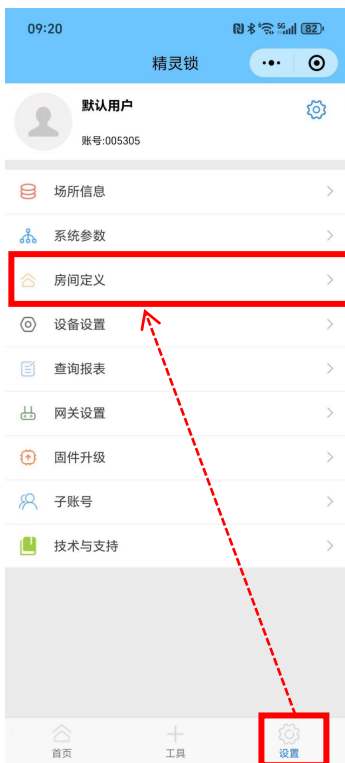 09:20 5G 82
精灵锁
默认用户
账号:005305
场所信息
系统参数
房间定义
设备设置
查询报表
网关设置
固件升级
子账号
技术与支持
首页 工具 设置